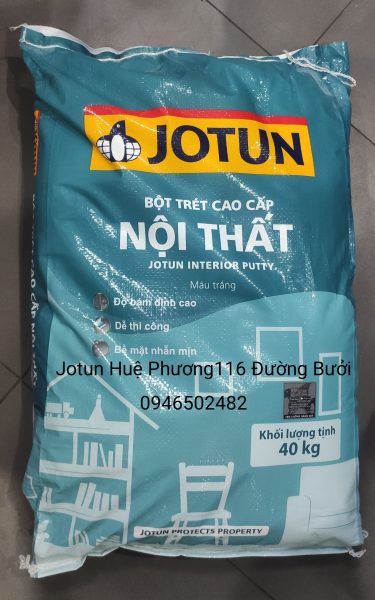 JOTUN
BỘT TRÉT CAO CẤP
NỘI THẤT
JOTUN INTERIOR PUTTY
Màu trắng
Độ bám dính cao
Dễ thi công
Bề mặt nhẵn mịn
Jotun Huệ Phương116 Đường Bưởi
0946502482
Khối lượng tịnh
40 kg
JOTUN PROTECTS PROPERTY